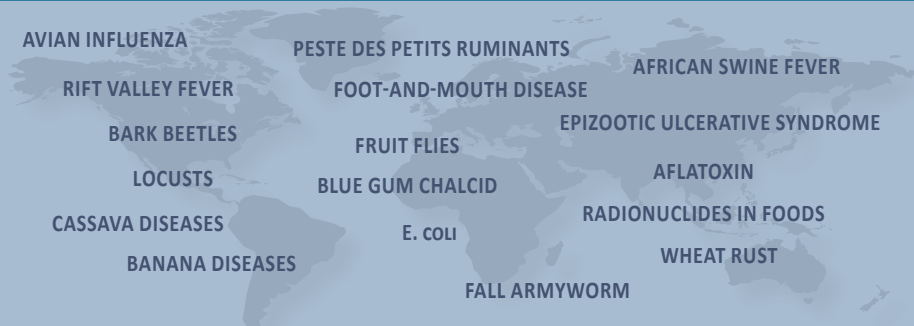 AVIAN INFLUENZA
PESTE DES PETITS RUMINANTS
AFRICAN SWINE FEVER
RIFT VALLEY FEVER
FOOT-AND-MOUTH DISEASE
EPIZOOTIC ULCERATIVE SYNDROME
BARK BEETLES
FRUIT FLIES
AFLATOXIN
LOCUSTS
BLUE GUM CHALCID
RADIONUCLIDES IN FOODS
CASSAVA DISEASES
E. COLI
WHEAT RUST
BANANA DISEASES
FALL ARMYWORM